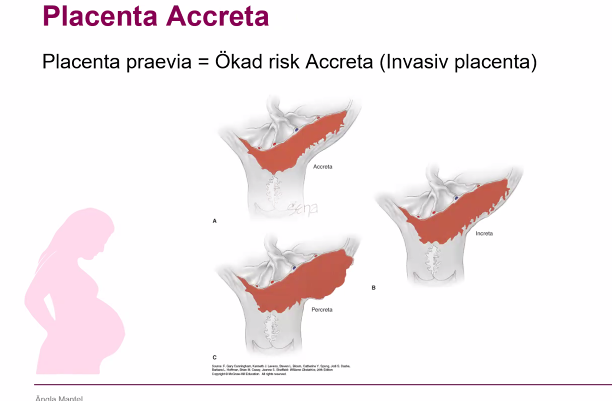 Placenta Accreta
Placenta praevia = Ökad risk Accreta (Invasiv placenta)
Accreta
A
Increta
B
Percreta
C
Source: F. Gary Cunningham, Kenneth J. Leveno, Steven L. Bloom, Catherine Y. Spong, Jodi S. Dashe,
Barbara L. Hoffman, Brian M. Casey, Jeanne S. Sheffield: Williams Obstetrics, 24th Edition
Copyright © McGraw-Hill Education. All rights reserved.
Ängla Mantel